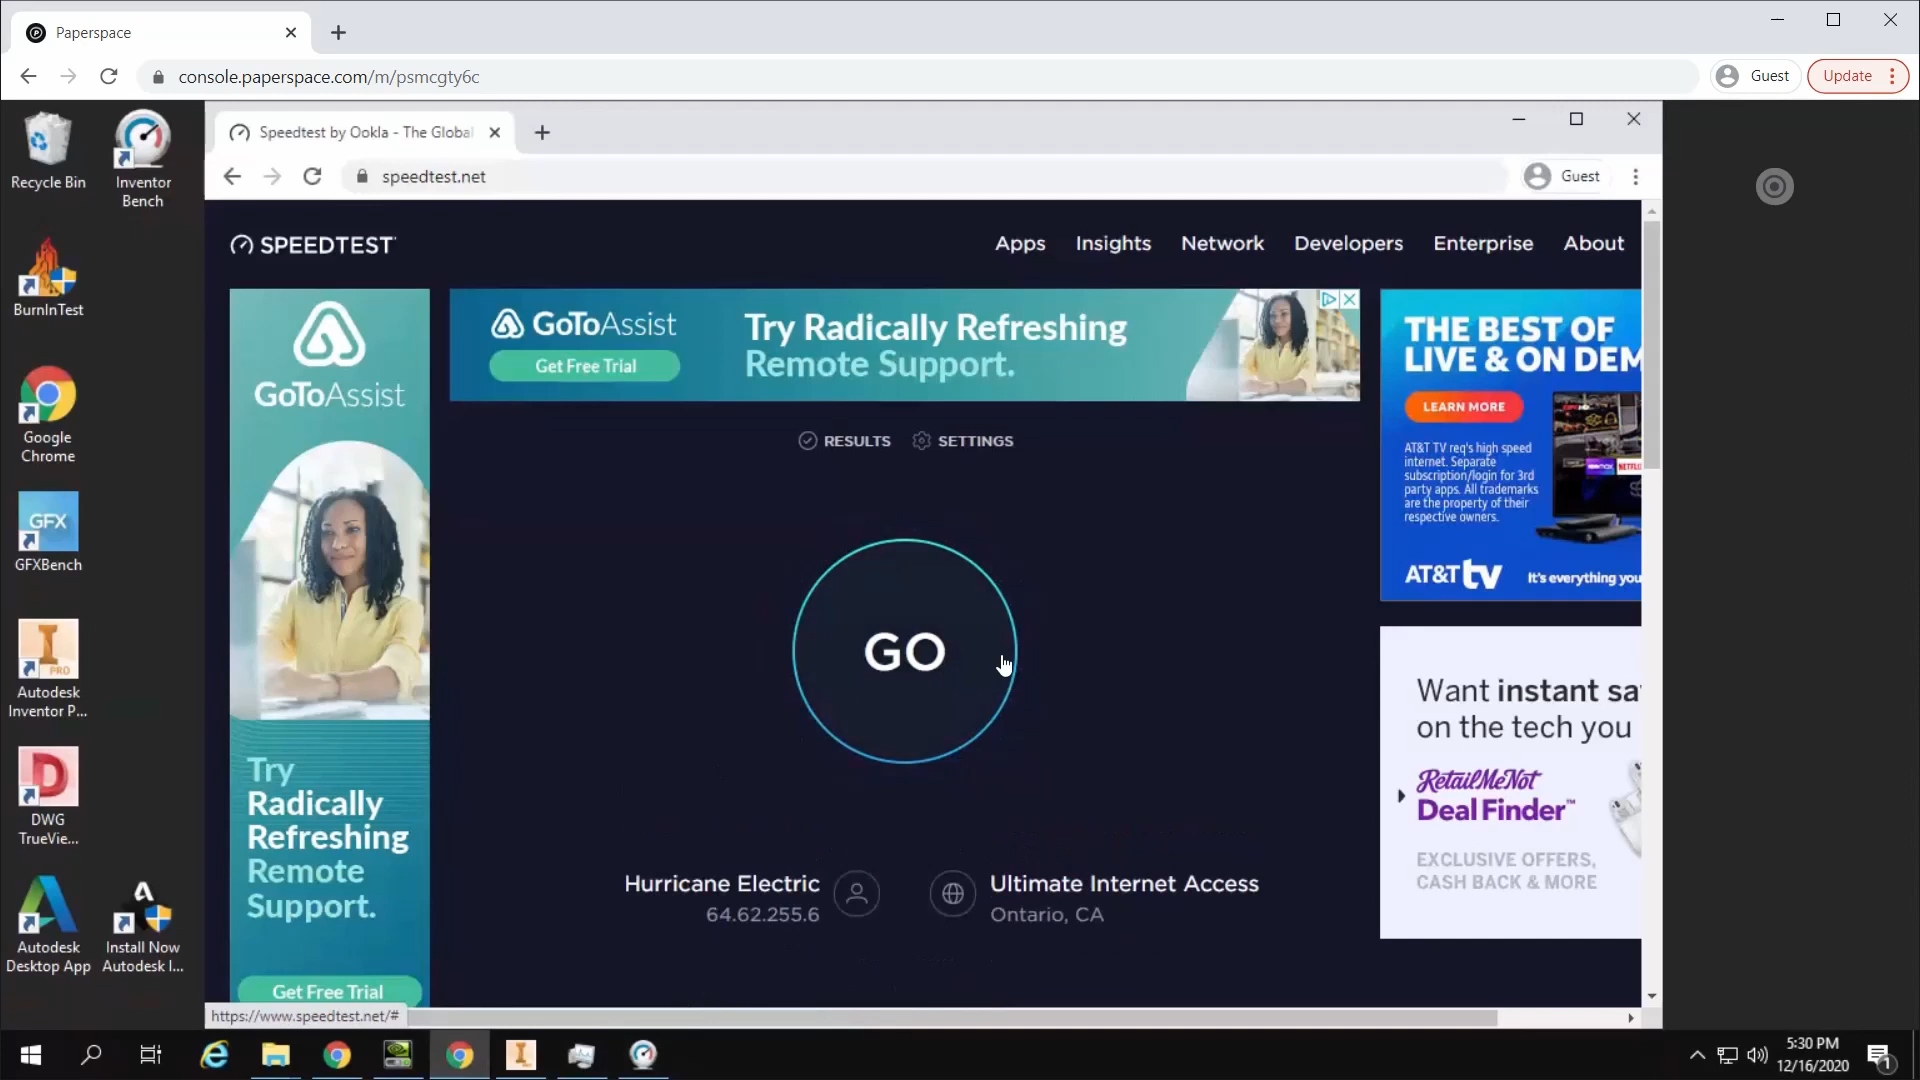 Paperspace
console.paperspace.com/m/psmcgty6c
Guest
Update
Recycle Bin
Inventor
Bench
BurnInTest
Google
Chrome
GFX
GFXBench
PRO
Autodesk
Inventor P...
DWG
TrueVie...
Autodesk
Desktop App
Install Now
Autodesk I...
Speedtest by Ookla - The Global
speedtest.net
Guest
SPEEDTEST
Apps
Insights
Network
Developers
Enterprise
About
GoToAssist
Try
Radically
Refreshing
Remote
Support.
Get Free Trial
GoToAssist
Get Free Trial
Try Radically Refreshing
Remote Support.
RESULTS
SETTINGS
GO
Hurricane Electric
64.62.255.6
Ultimate Internet Access
Ontario, CA
THE BEST OF
LIVE & ON DEM
LEARN MORE
AT&T TV req's high speed
internet. Separate
subscription/login for 3rd
party apps. All trademarks
are the property of their
respective owners.
AT&T tv
It's everything you
Want instant sa
on the tech you
RetailMeNot
Deal Finder™
EXCLUSIVE OFFERS,
CASH BACK & MORE
https://www.speedtest.net/#
5:30 PM
12/16/2020
1